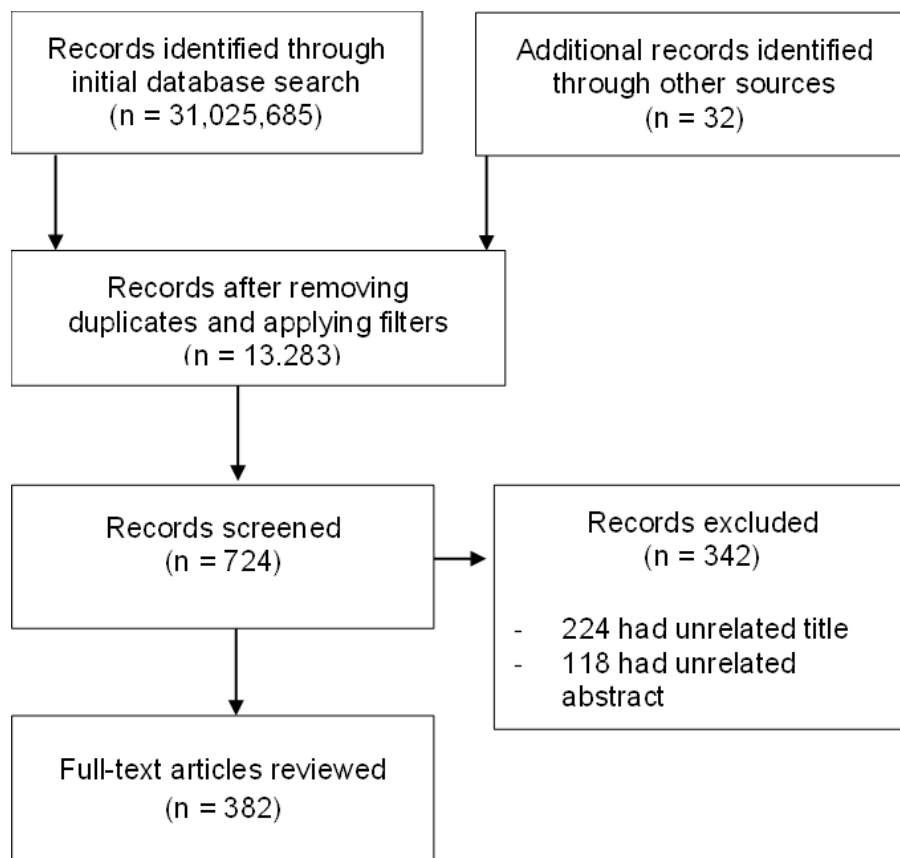 Records identified through
initial database search
(n = 31,025,685)
Additional records identified
through other sources
(n = 32)
Records after removing
duplicates and applying filters
(n = 13.283)
Records screened
(n = 724)
Records excluded
(n = 342)
- 224 had unrelated title
- 118 had unrelated
abstract
Full-text articles reviewed
(n = 382)